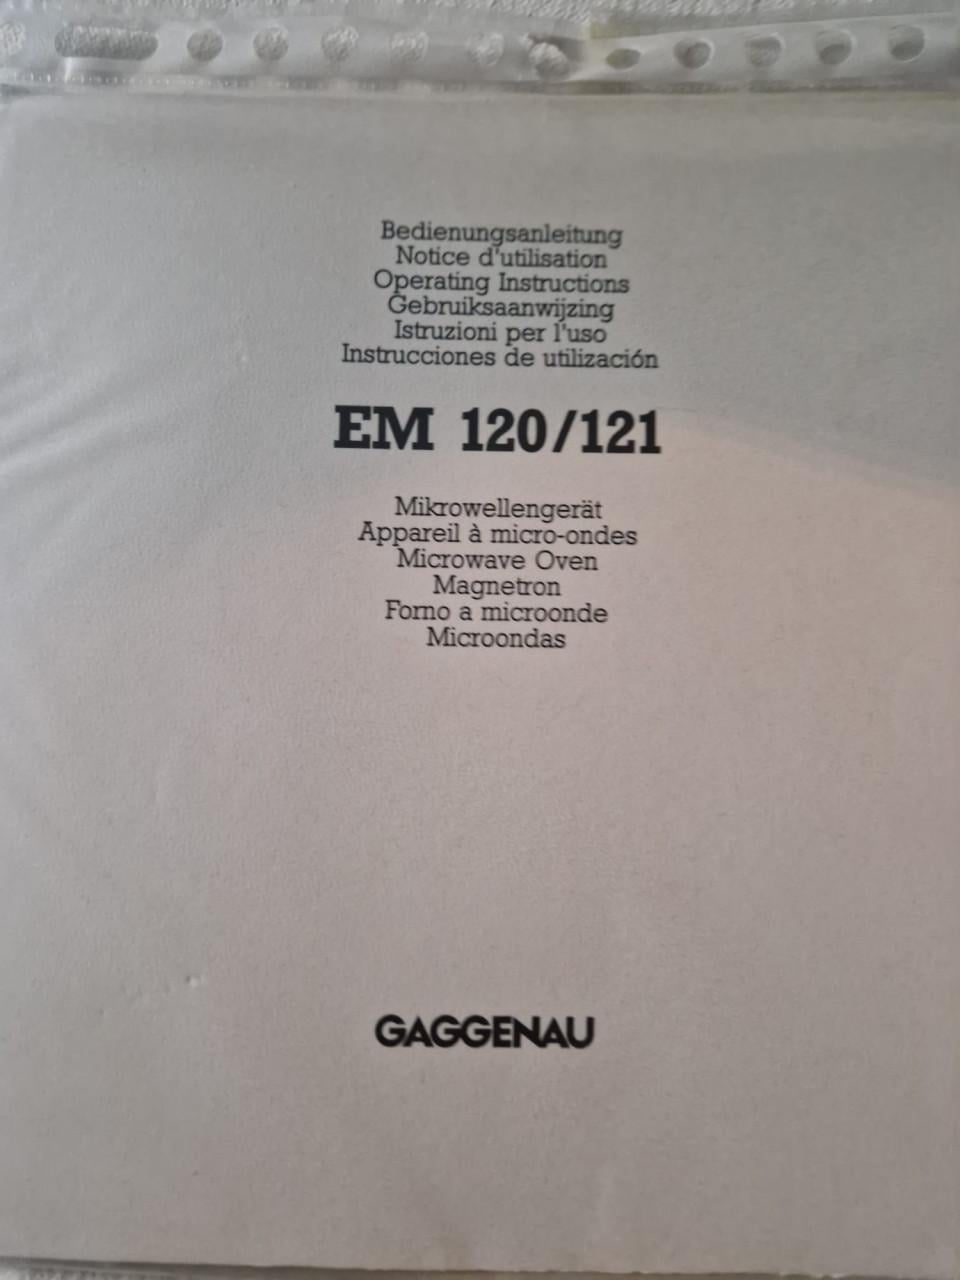 Bedienungsanleitung
Notice d'utilisation
Operating Instructions
Gebruiksaanwijzing
Istruzioni per l'uso
Instrucciones de utilización
EM 120/121
Mikrowellengerät
Appareil à micro-ondes
Microwave Oven
Magnetron
Forno a microonde
Microondas
GAGGENAU